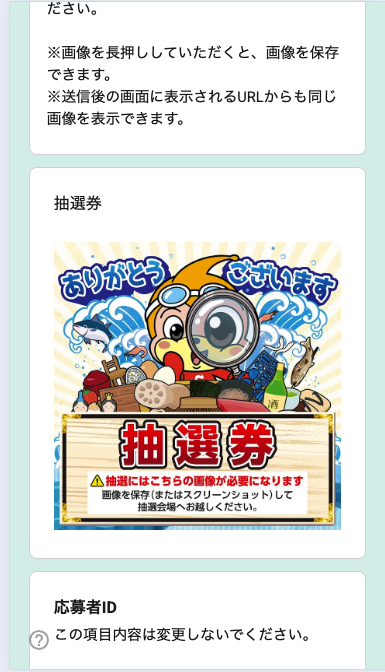 ださい。
※画像を長押ししていただくと、画像を保存
できます。
※送信後の画面に表示されるURLからも同じ
画像を表示できます。
抽選券
ありがとう
ございます
酒
抽選券
抽選にはこちらの画像が必要になります
画像を保存(またはスクリーンショット)して
抽選会場へお越しください。
応募者ID
この項目内容は変更しないでください。